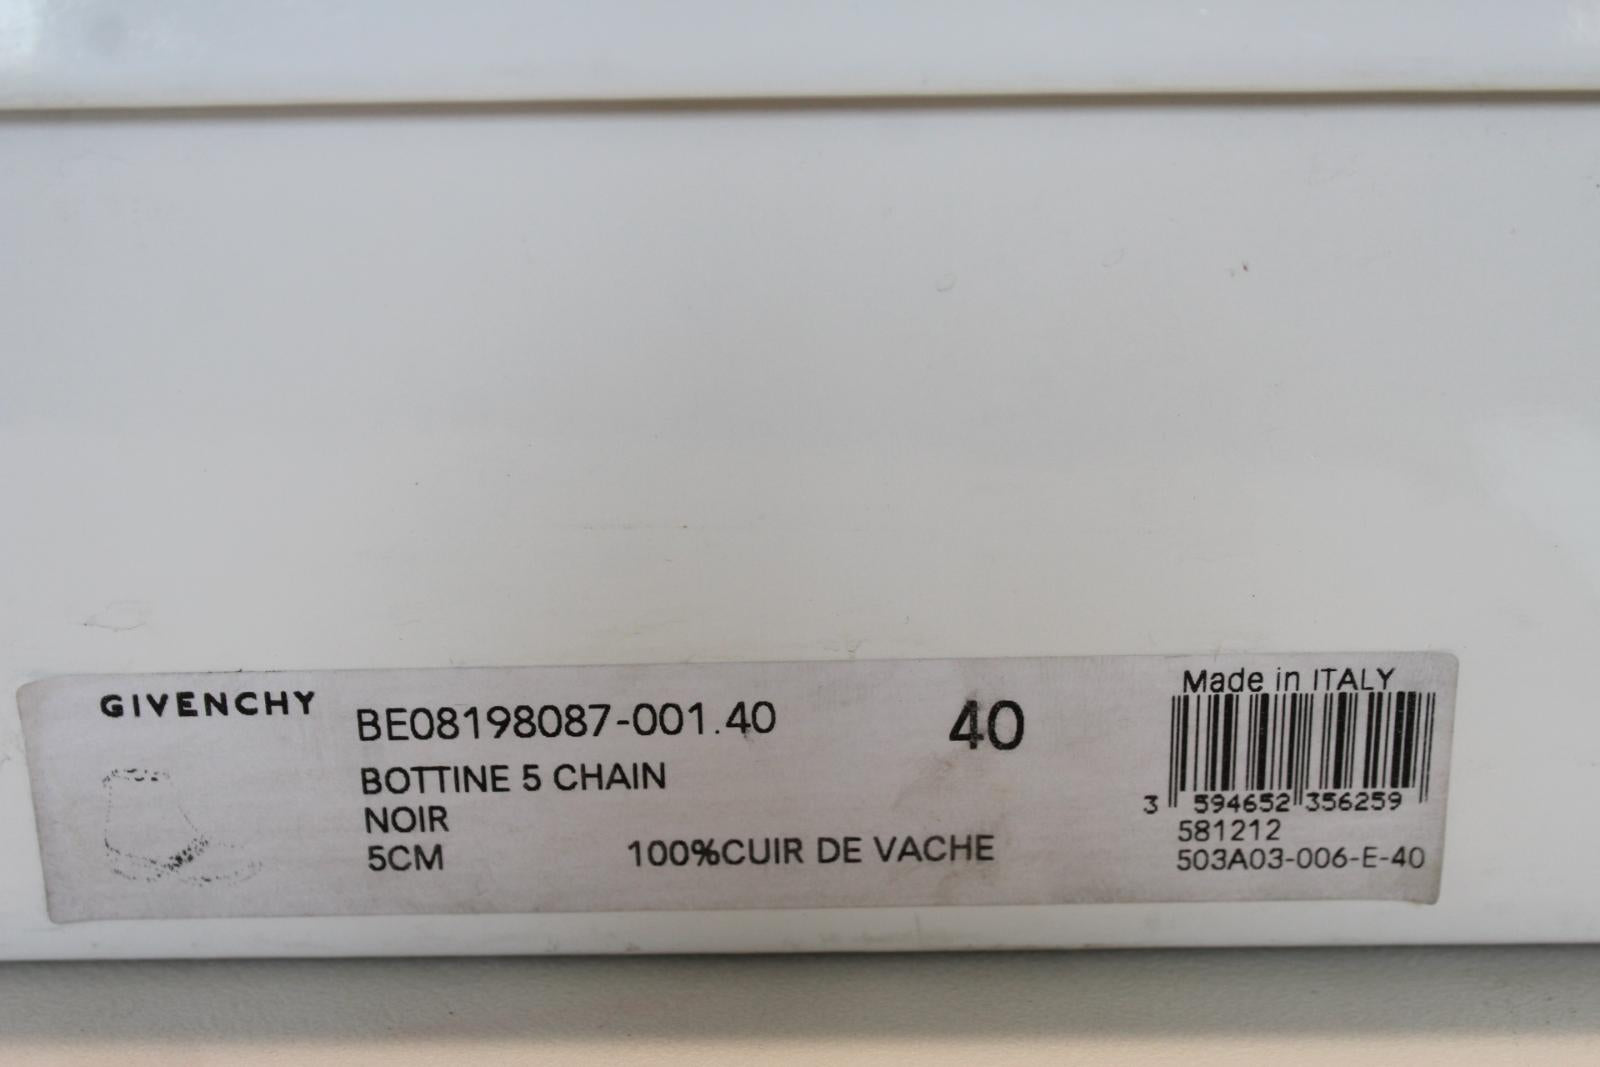 GIVENCHY
BE08198087-001.40
40
BOTTINE 5 CHAIN
NOIR
5CM
100%CUIR DE VACHE
Made in ITALY
3 594652 356259
581212
503A03-006-E-40